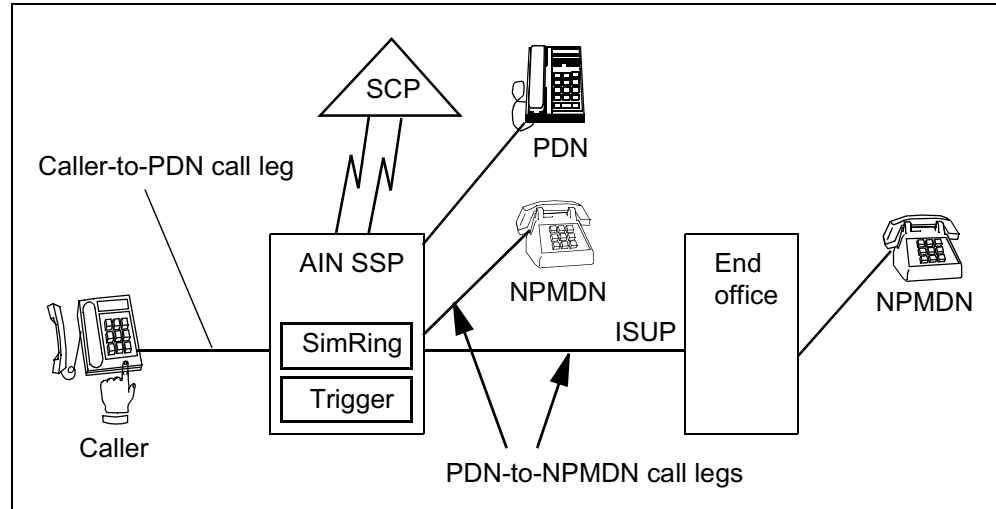 SCP
PDN
Caller-to-PDN call leg
AIN SSP
NPMDN
End
office
NPMDN
ISUP
SimRing
Trigger
Caller
PDN-to-NPMDN call legs